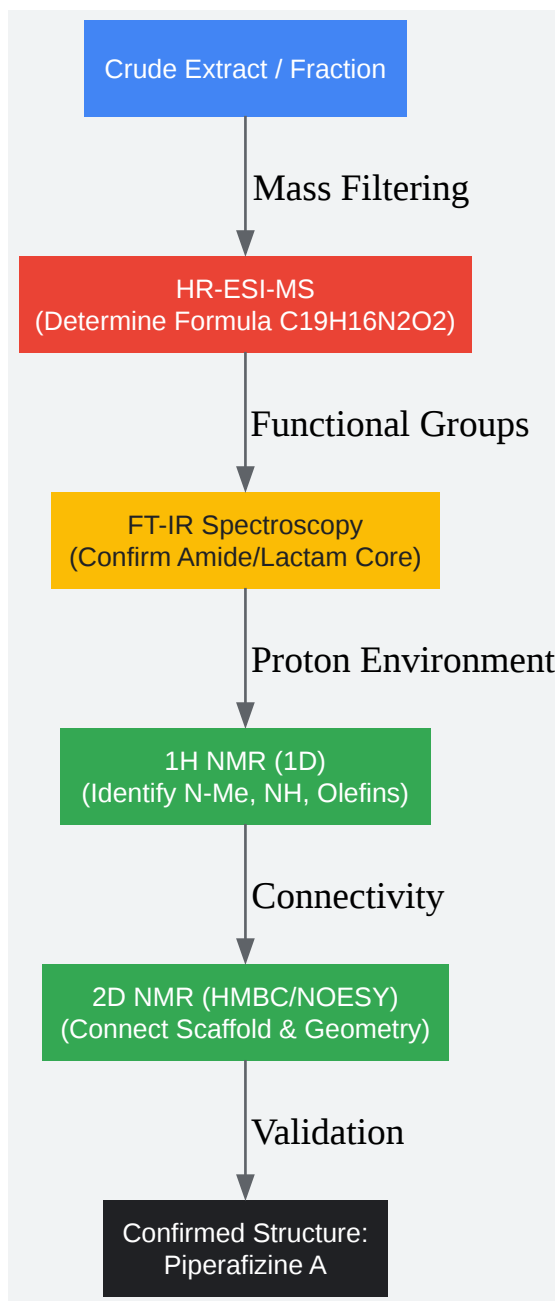 Crude Extract / Fraction
Mass Filtering
HR-ESI-MS
(Determine Formula C19H16N2O2)
Functional Groups
FT-IR Spectroscopy
(Confirm Amide/Lactam Core)
Proton Environment
1H NMR (1D)
(Identify N-Me, NH, Olefins)
Connectivity
2D NMR (HMBC/NOESY)
(Connect Scaffold & Geometry)
Validation
Confirmed Structure:
Piperafizine A